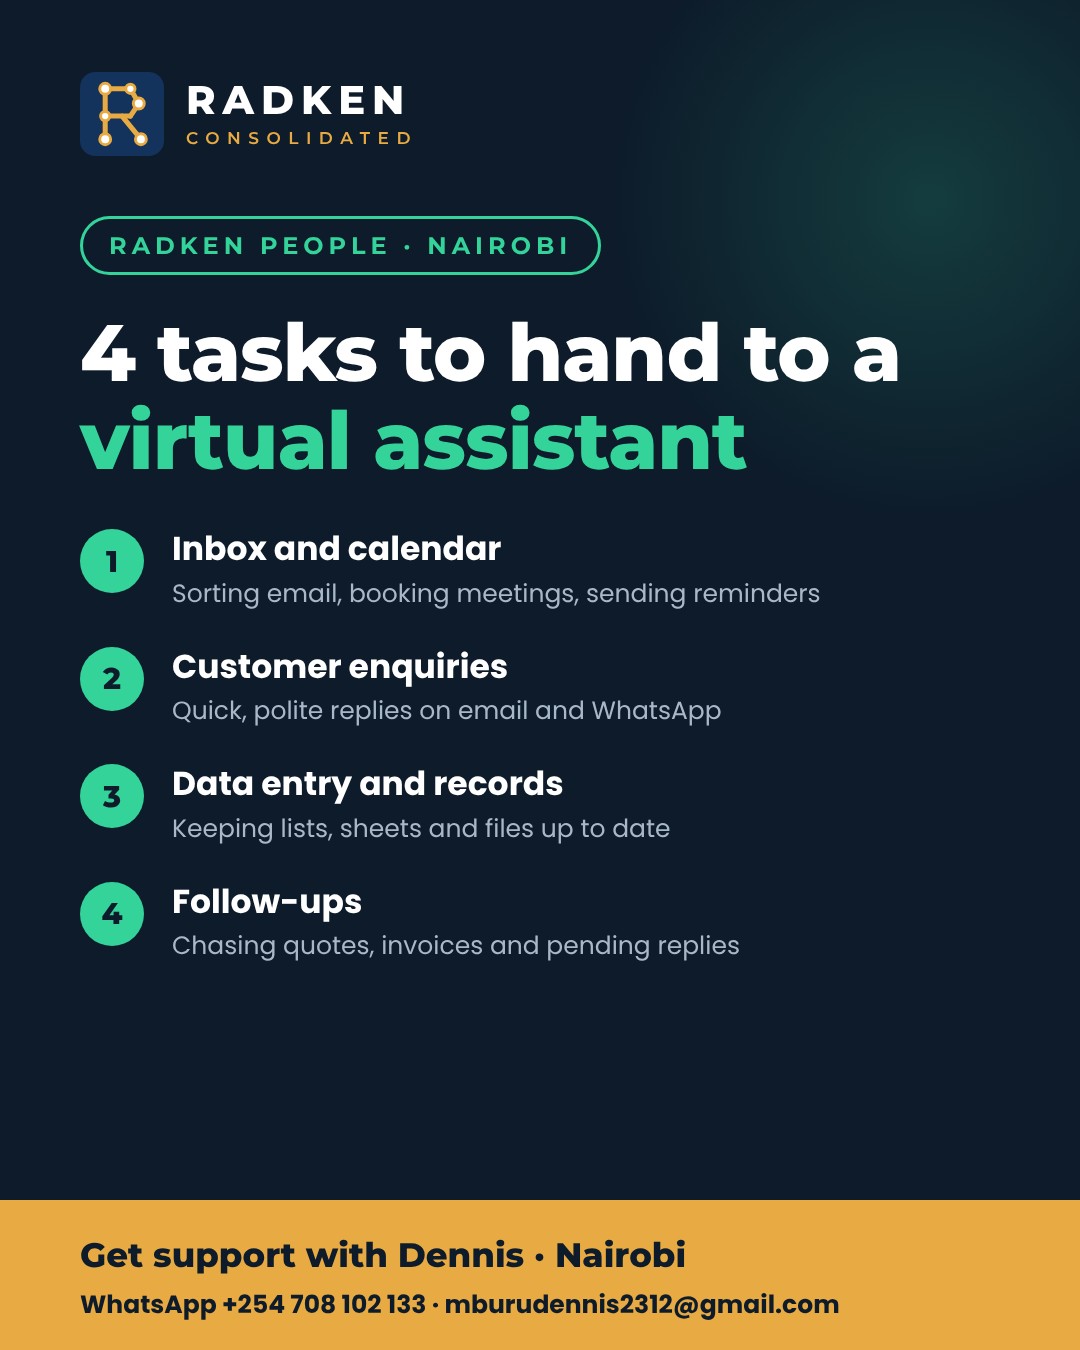 RADKEN
CONSOLIDATED
RADKEN PEOPLE · NAIROBI
4 tasks to hand to a
virtual assistant
1
Inbox and calendar
Sorting email, booking meetings, sending reminders
2
Customer enquiries
Quick, polite replies on email and WhatsApp
3
Data entry and records
Keeping lists, sheets and files up to date
4
Follow-ups
Chasing quotes, invoices and pending replies
Get support with Dennis · Nairobi
WhatsApp +254 708 102 133 · mburudennis2312@gmail.com